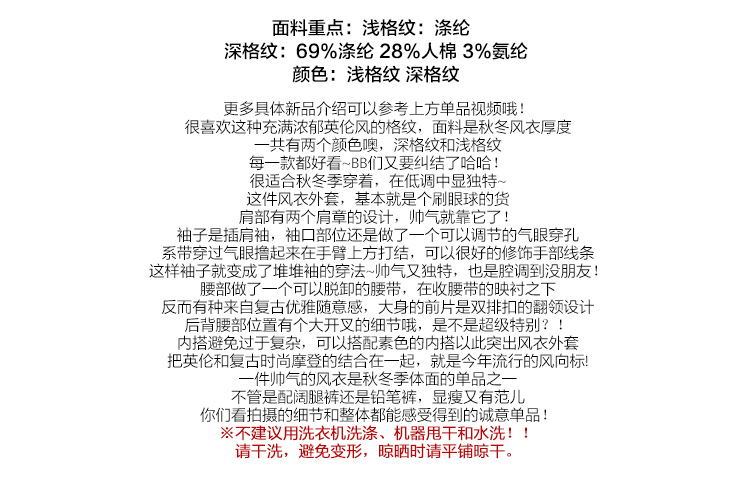 面料重点：浅格纹：涤纶
深格纹：69%涤纶 28%人棉 3%氨纶
颜色：浅格纹 深格纹
更多具体新品介绍可以参考上方单品视频哦！
很喜欢这种充满浓郁英伦风的格纹，面料是秋冬风衣厚度
一共有两个颜色噢，深格纹和浅格纹
每一款都好看~BB们又要纠结了哈哈！
很适合秋冬季穿着，在低调中显独特~
这件风衣外套，基本就是个刷眼球的货
肩部有两个肩章的设计，帅气就靠它了！
袖子是插肩袖，袖口部位还是做了一个可以调节的气眼穿孔
系带穿过气眼撸起来在手臂上方打结，可以很好的修饰手部线条
这样袖子就变成了堆堆袖的穿法~帅气又独特，也是腔调到没朋友！
腰部做了一个可以脱卸的腰带，在收腰带的映衬之下
反而有种来自复古优雅随意感，大身的前片是双排扣的翻领设计
后背腰部位置有个大开叉的细节哦，是不是超级特别？！
内搭避免过于复杂，可以搭配素色的内搭以此突出风衣外套
把英伦和复古时尚摩登的结合在一起，就是今年流行的风向标!
一件帅气的风衣是秋冬季体面的单品之一
不管是配阔腿裤还是铅笔裤，显瘦又有范儿
你们看拍摄的细节和整体都能感受得到的诚意单品！
※不建议用洗衣机洗涤、机器甩干和水洗！！
请干洗，避免变形，晾晒时请平铺晾干。